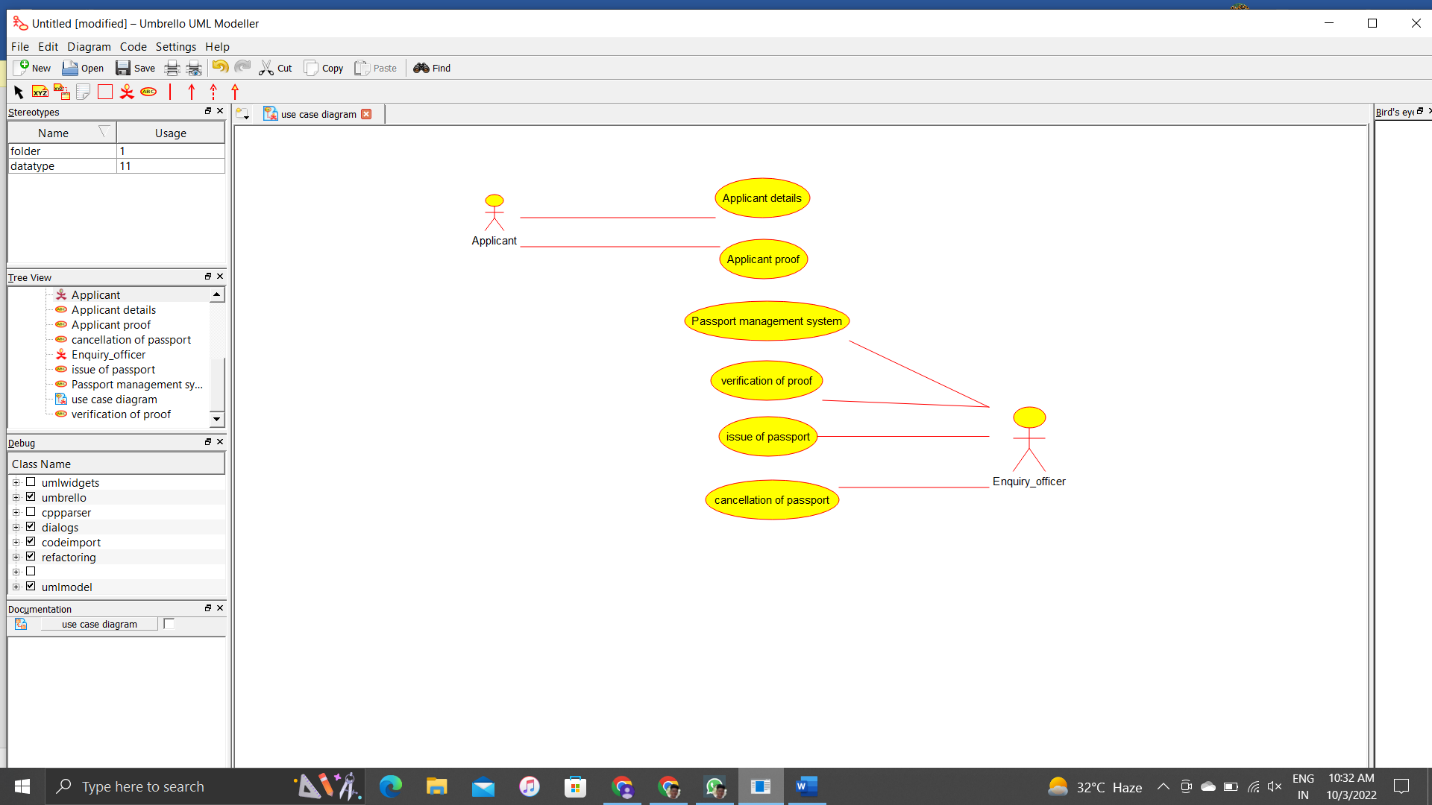 Untitled [modified] – Umbrello UML Modeller
File Edit Diagram Code Settings Help
New Open Save Cut Copy Paste Find
XYZ ABC
Stereotypes
Name Usage
folder 1
datatype 11
Tree View
Applicant
Applicant details
Applicant proof
cancellation of passport
Enquiry_officer
issue of passport
Passport management sy...
use case diagram
verification of proof
Debug
Class Name
umlwidgets
umbrello
cppparser
dialogs
codeimport
refactoring
umlmodel
Documentation
use case diagram
use case diagram
Bird's eye
Applicant
Applicant details
Applicant proof
Passport management system
verification of proof
issue of passport
cancellation of passport
Enquiry_officer
Type here to search
32°C Haze
ENG
IN
10:32 AM
10/3/2022